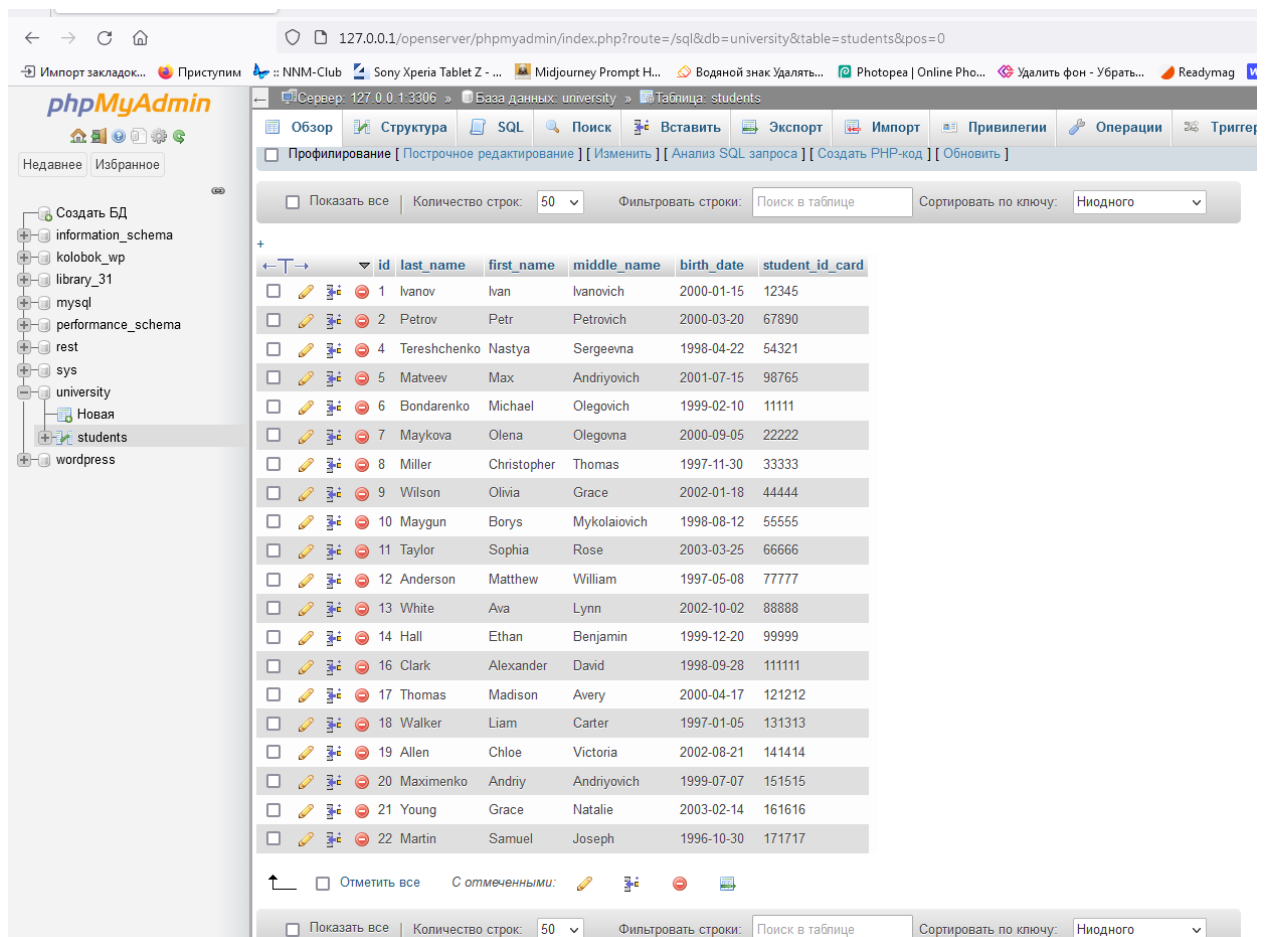 127.0.0.1/openserver/phpmyadmin/index.php?route=/sql&db=university&table=students&pos=0
Импорт закладок... Приступим :: NNM-Club Sony Xperia Tablet Z - ... Midjourney Prompt H... Водяной знак Удалять... Photopea | Online Pho... Удалить фон - Убрать... Readymag
phpMyAdmin
Недавнее Избранное
Создать БД
information_schema
kolobok_wp
library_31
mysql
performance_schema
rest
sys
university
Новая
students
wordpress
Сервер: 127.0.0.1:3306 » База данных: university » Таблица: students
Обзор Структура SQL Поиск Вставить Экспорт Импорт Привилегии Операции Триггер
Профилирование [ Построчное редактирование ] [ Изменить ] [ Анализ SQL запроса ] [ Создать PHP-код ] [ Обновить ]
Показать все | Количество строк: 50 Фильтровать строки: Поиск в таблице Сортировать по ключу: Ниодного
+
←T→ id last_name first_name middle_name birth_date student_id_card
1 Ivanov Ivan Ivanovich 2000-01-15 12345
2 Petrov Petr Petrovich 2000-03-20 67890
4 Tereshchenko Nastya Sergeevna 1998-04-22 54321
5 Matveev Max Andriyovich 2001-07-15 98765
6 Bondarenko Michael Olegovich 1999-02-10 11111
7 Maykova Olena Olegovna 2000-09-05 22222
8 Miller Christopher Thomas 1997-11-30 33333
9 Wilson Olivia Grace 2002-01-18 44444
10 Maygun Borys Mykolaiovich 1998-08-12 55555
11 Taylor Sophia Rose 2003-03-25 66666
12 Anderson Matthew William 1997-05-08 77777
13 White Ava Lynn 2002-10-02 88888
14 Hall Ethan Benjamin 1999-12-20 99999
16 Clark Alexander David 1998-09-28 111111
17 Thomas Madison Avery 2000-04-17 121212
18 Walker Liam Carter 1997-01-05 131313
19 Allen Chloe Victoria 2002-08-21 141414
20 Maximenko Andriy Andriyovich 1999-07-07 151515
21 Young Grace Natalie 2003-02-14 161616
22 Martin Samuel Joseph 1996-10-30 171717
Отметить все С отмеченными:
Показать все | Количество строк: 50 Фильтровать строки: Поиск в таблице Сортировать по ключу: Ниодного